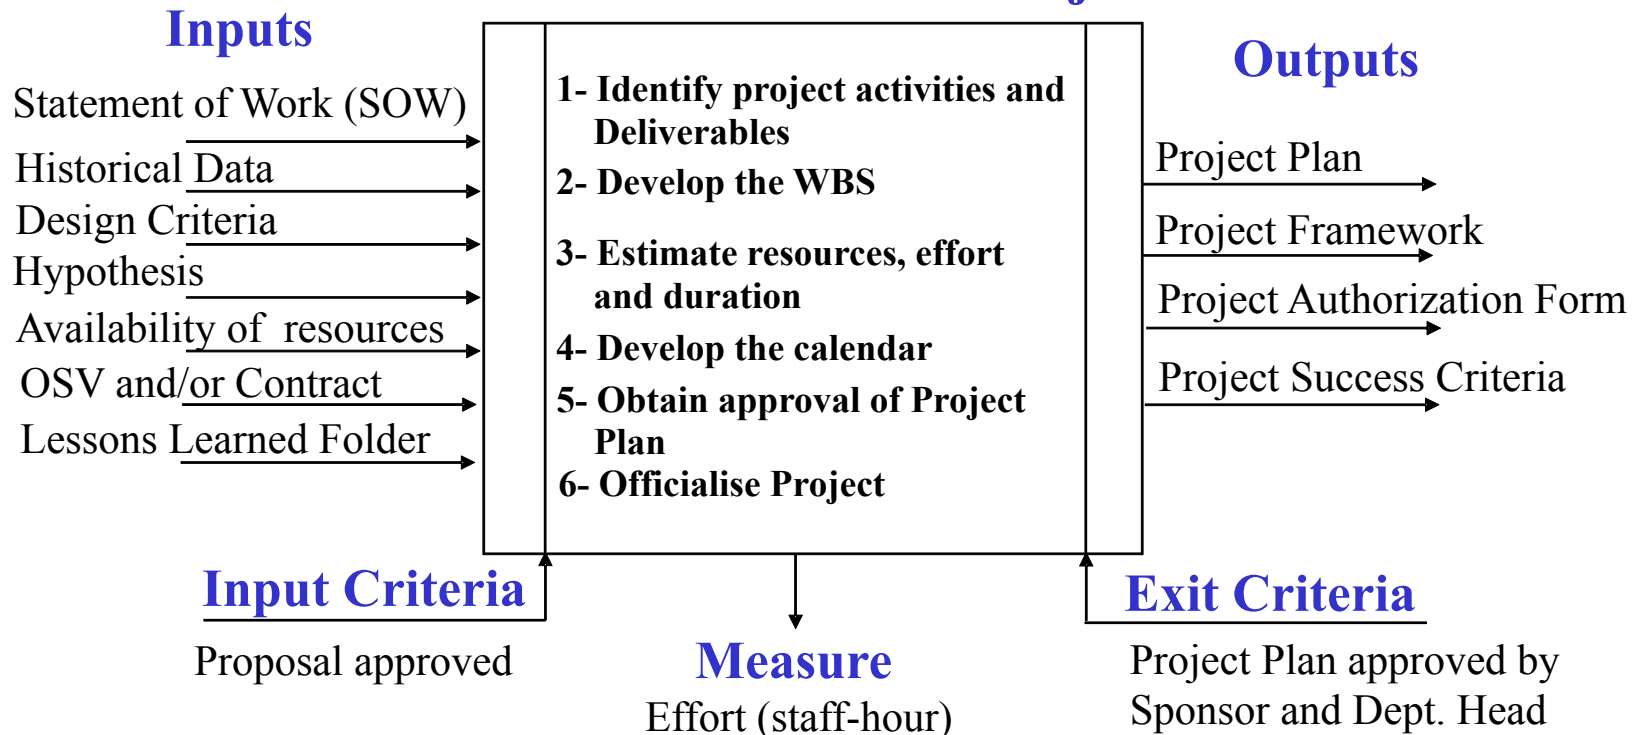 Inputs
Statement of Work (SOW)
Historical Data
Design Criteria
Hypothesis
Availability of resources
OSV and/or Contract
Lessons Learned Folder
1- Identify project activities and
Deliverables
2- Develop the WBS
3- Estimate resources, effort
and duration
4- Develop the calendar
5- Obtain approval of Project
Plan
6- Officialise Project
Outputs
Project Plan
Project Framework
Project Authorization Form
Project Success Criteria
Input Criteria
Proposal approved
Measure
Effort (staff-hour)
Exit Criteria
Project Plan approved by
Sponsor and Dept. Head